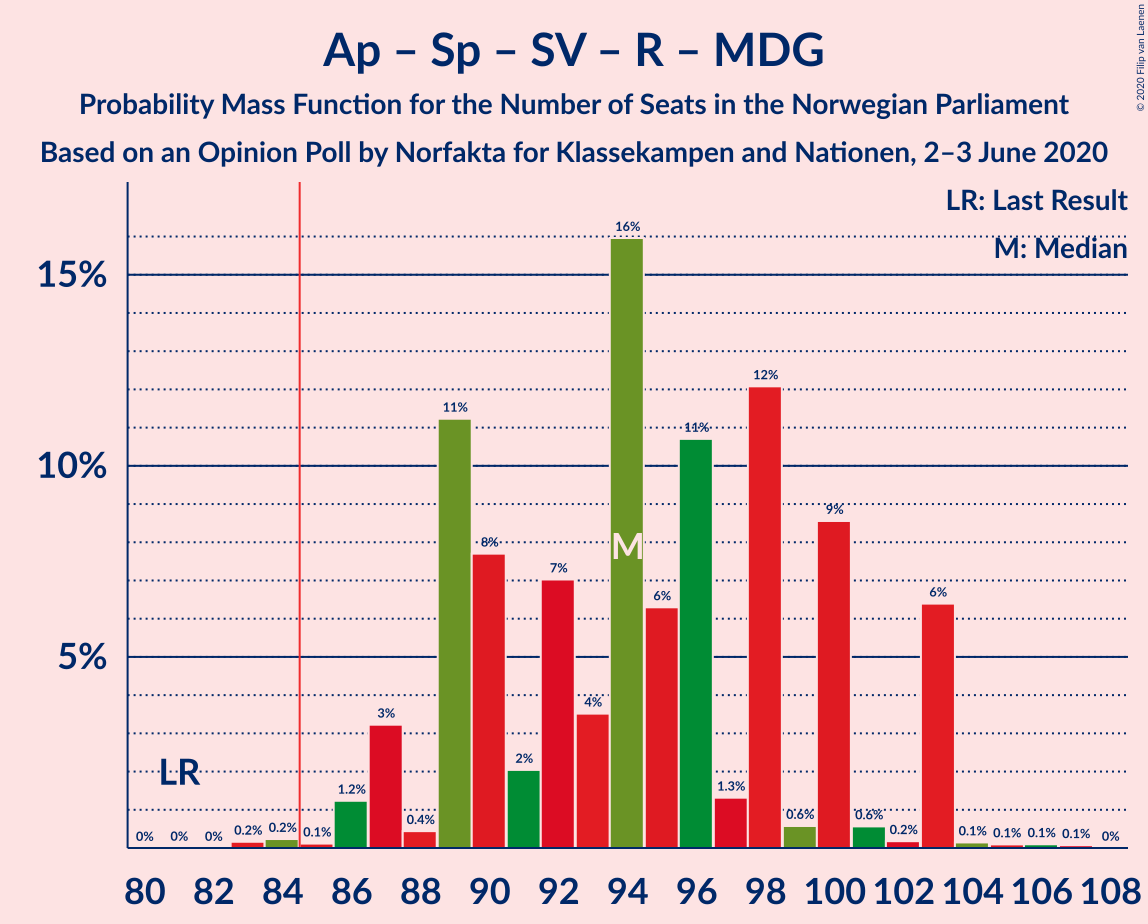 Ap – Sp – SV – R – MDG
Probability Mass Function for the Number of Seats in the Norwegian Parliament
Based on an Opinion Poll by Norfakta for Klassekampen and Nationen, 2–3 June 2020
© 2020 Filip van Laenen
LR: Last Result
M: Median
15%
10%
5%
0% 0% 0% 0.2% 0.2% 0.1% 1.2% 3% 0.4% 11% 8% 2% 7% 4% 16% 6% 11% 1.3% 12% 0.6% 9% 0.6% 0.2% 6% 0.1% 0.1% 0.1% 0.1% 0%
M
LR
80 82 84 86 88 90 92 94 96 98 100 102 104 106 108